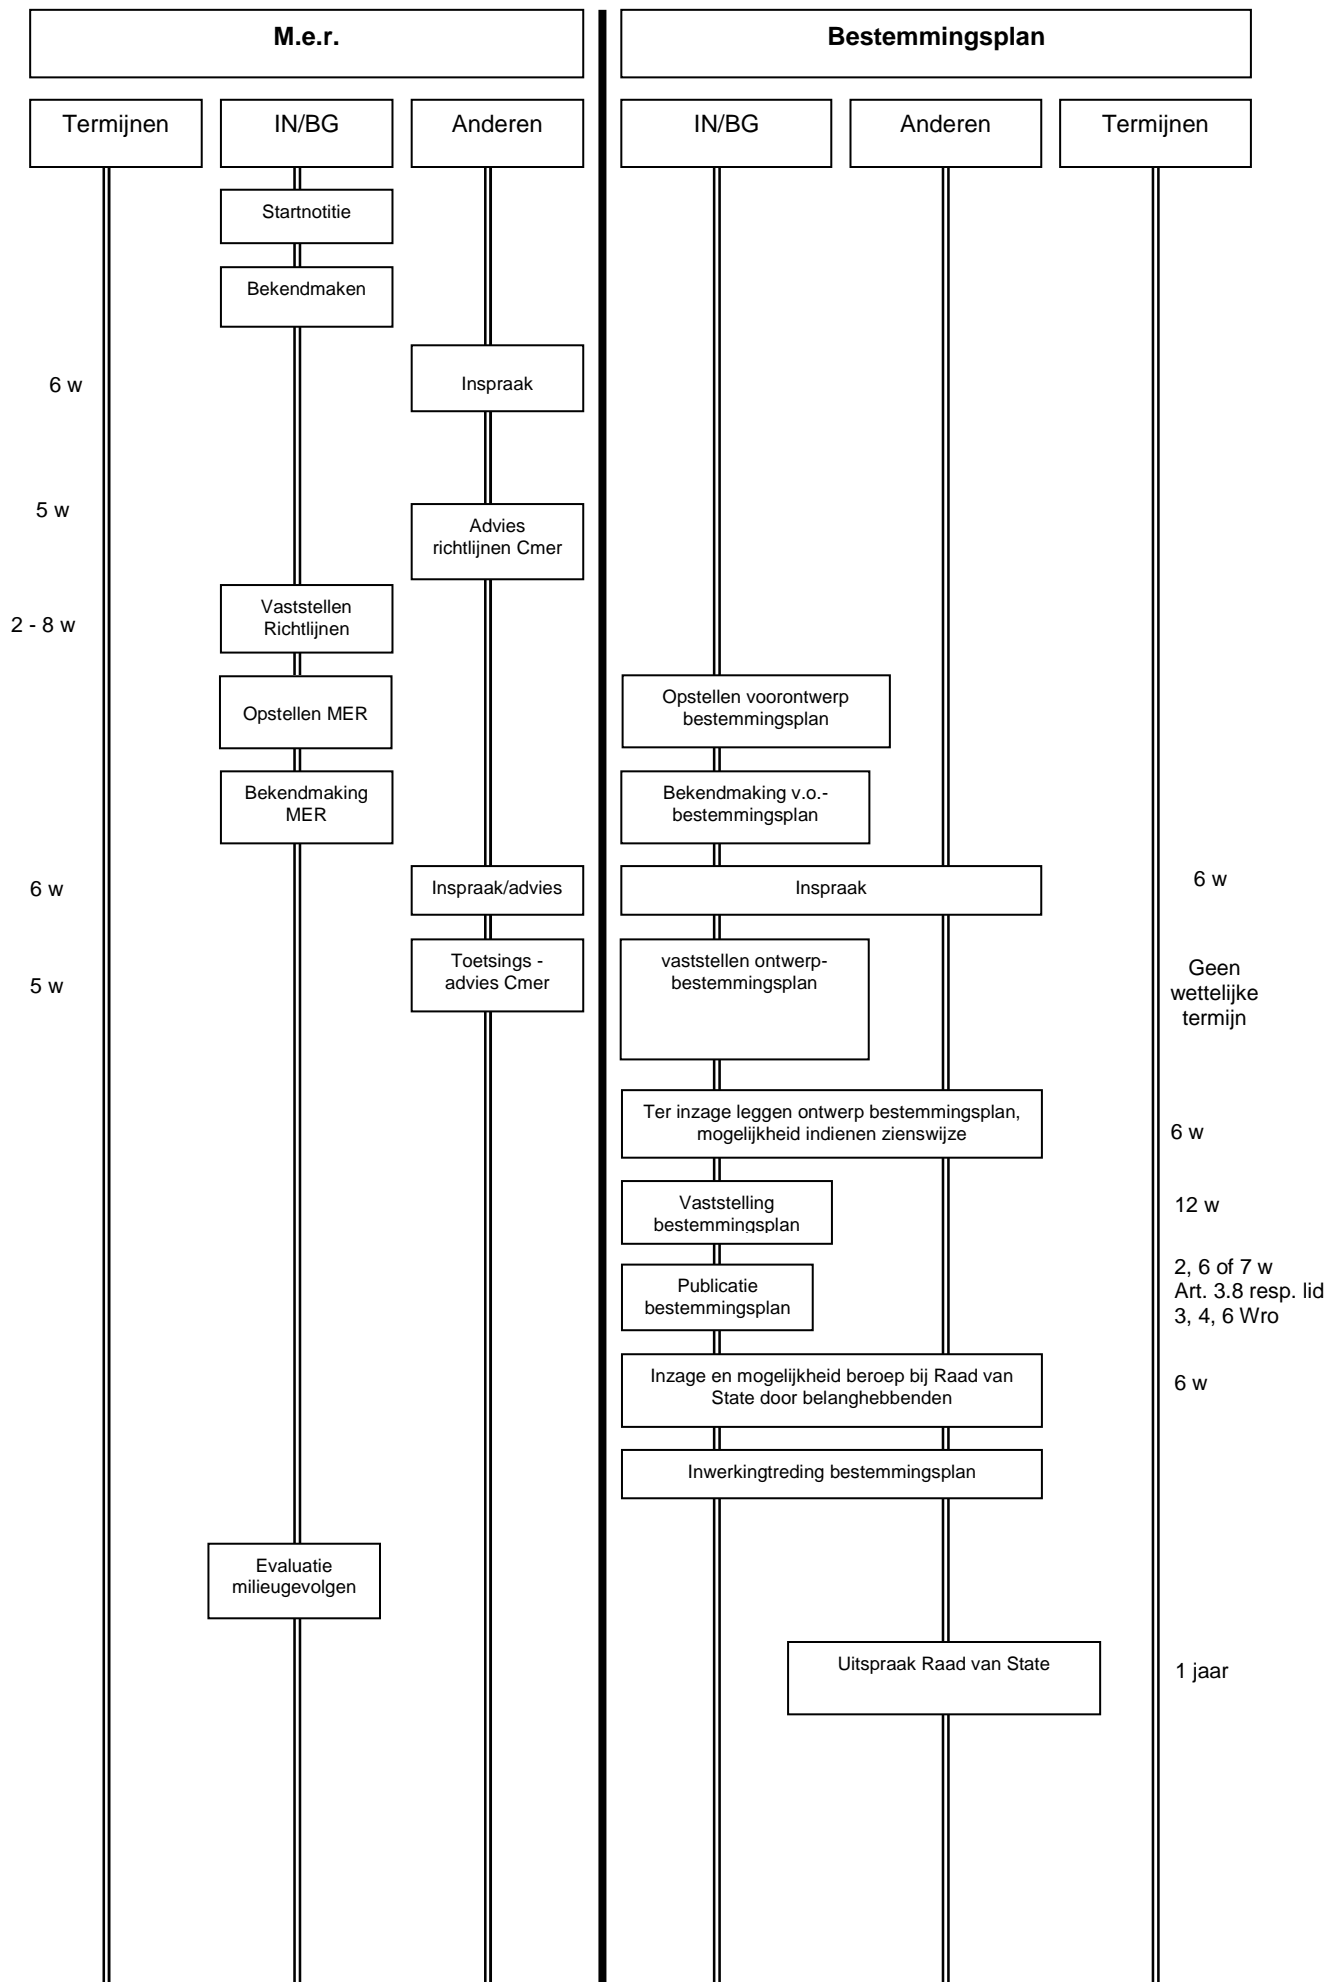 M.e.r.
Bestemmingsplan
Termijnen
IN/BG
Anderen
IN/BG
Anderen
Termijnen
Startnotitie
Bekendmaken
6 w
Inspraak
5 w
Advies
richtlijnen Cmer
2 - 8 w
Vaststellen
Richtlijnen
Opstellen MER
Opstellen voorontwerp
bestemmingsplan
Bekendmaking
MER
Bekendmaking v.o.-
bestemmingsplan
6 w
Inspraak/advies
Inspraak
6 w
5 w
Toetsings -
advies Cmer
vaststellen ontwerp-
bestemmingsplan
Geen
wettelijke
termijn
Ter inzage leggen ontwerp bestemmingsplan,
mogelijkheid indienen zienswijze
6 w
Vaststelling
bestemmingsplan
12 w
Publicatie
bestemmingsplan
2, 6 of 7 w
Art. 3.8 resp. lid
3, 4, 6 Wro
Inzage en mogelijkheid beroep bij Raad van
State door belanghebbenden
6 w
Inwerkingtreding bestemmingsplan
Evaluatie
milieugevolgen
Uitspraak Raad van State
1 jaar